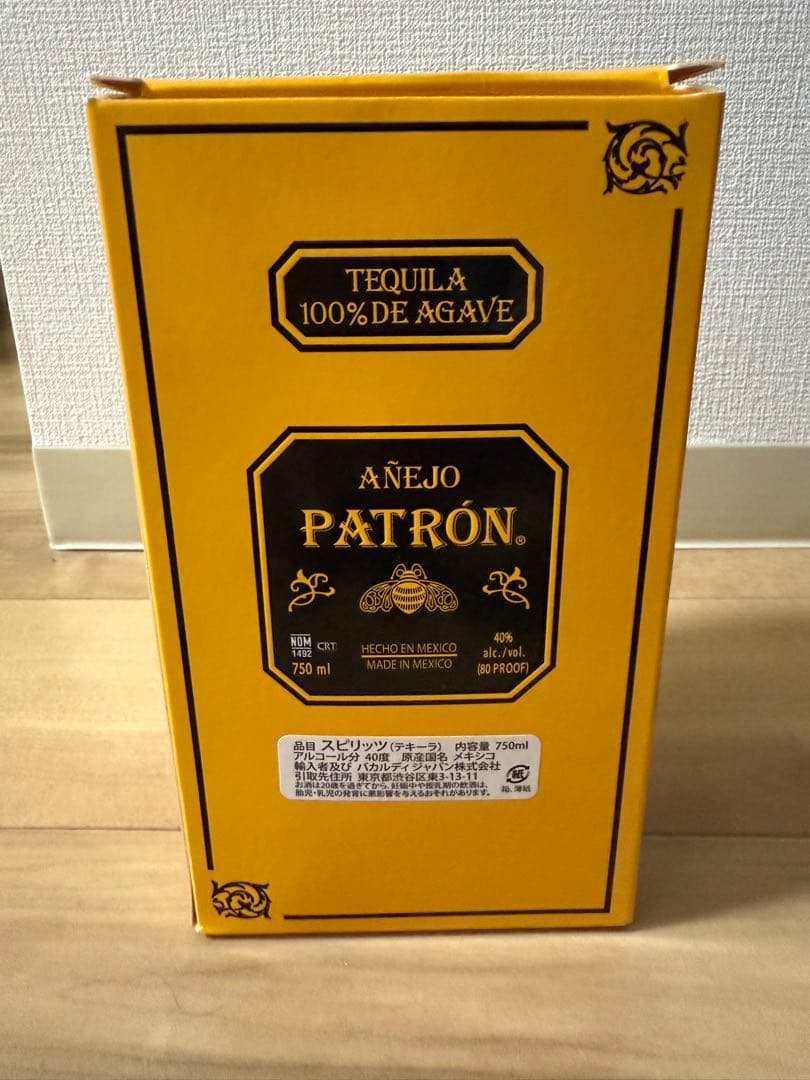 TEQUILA
100% DE AGAVE
AÑEJO
PATRÓN®
NOM
1492
CRT
750 ml
HECHO EN MEXICO
MADE IN MEXICO
40%
alc./vol.
(80 PROOF)
品目 スピリッツ(テキーラ) 内容量 750ml
アルコール分 40度 原産国名 メキシコ
輸入者及び バカルディ ジャパン株式会社
引取先住所 東京都渋谷区東3-13-11
お酒は20歳を過ぎてから。妊娠中や授乳期の飲酒は、
胎児・乳児の発育に悪影響を与えるおそれがあります。
紙
箱、薄紙